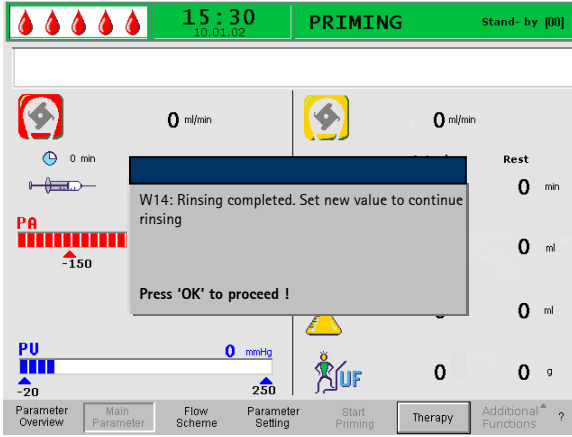 15:30
10.01.02
PRIMING
Stand- by [00]
0 ml/min
0 ml/min
0 min
Rest
0 min
W14: Rinsing completed. Set new value to continue
rinsing
PA
-150
0 ml
Press 'OK' to proceed !
0 ml
PV
0 mmHg
-20
250
UF
0
0 g
Parameter
Overview
Main
Parameter
Flow
Scheme
Parameter
Setting
Start
Priming
Therapy
Additional
Functions
?